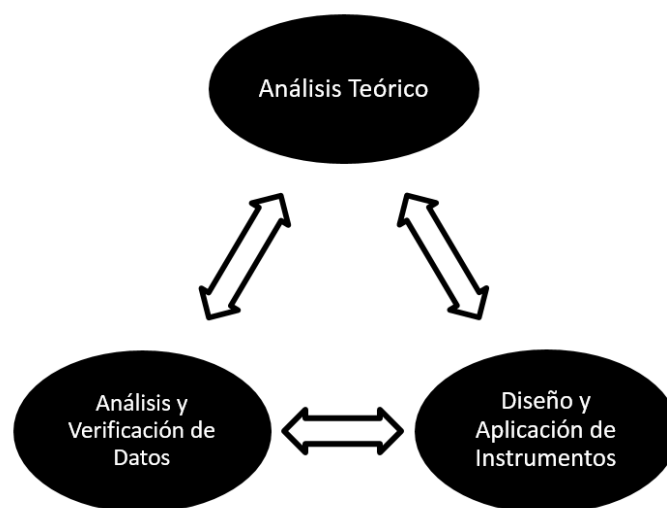 Análisis Teórico
Análisis y
Verificación de
Datos
Diseño y
Aplicación de
Instrumentos